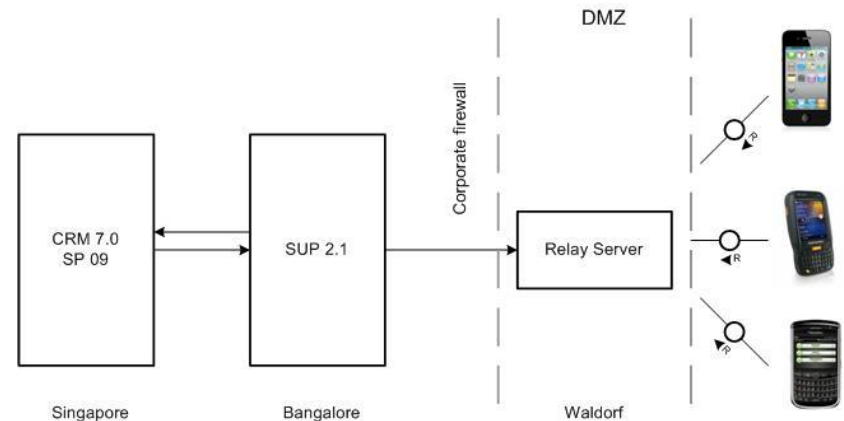 DMZ
Corporate firewall
CRM 7.0
SP 09
SUP 2.1
Relay Server
R
R
R
Singapore
Bangalore
Waldorf